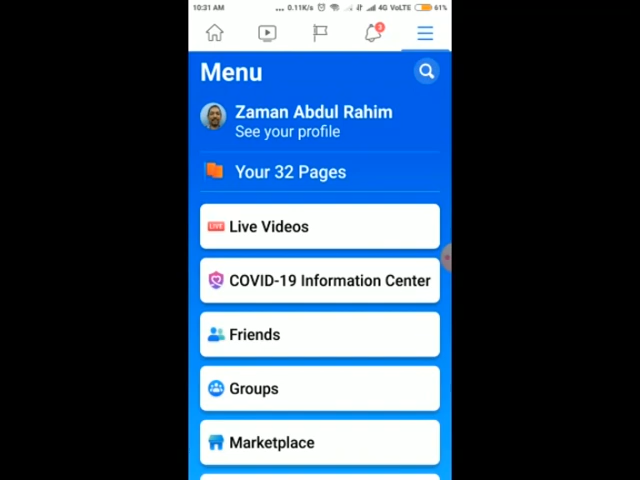 10:31 AM ... 0.11K/s 4G VoLTE 61%
3
Menu
Zaman Abdul Rahim
See your profile
Your 32 Pages
LIVE Live Videos
COVID-19 Information Center
Friends
Groups
Marketplace